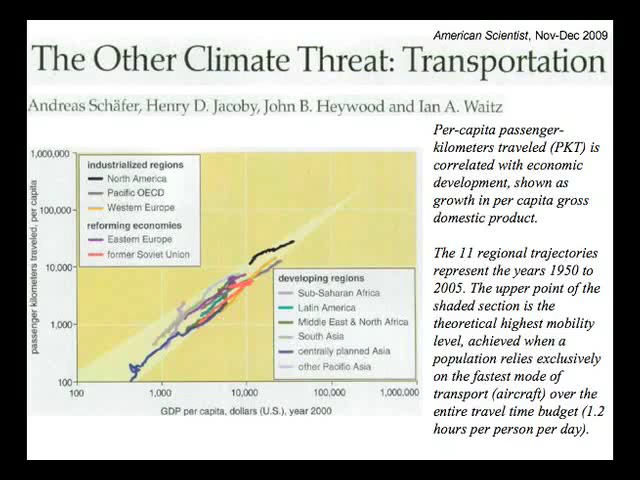 American Scientist, Nov-Dec 2009
The Other Climate Threat: Transportation
Andreas Schäfer, Henry D. Jacoby, John B. Heywood and Ian A. Waitz
Per-capita passenger-
kilometers traveled (PKT) is
correlated with economic
development, shown as
growth in per capita gross
domestic product.
The 11 regional trajectories
represent the years 1950 to
2005. The upper point of the
shaded section is the
theoretical highest mobility
level, achieved when a
population relies exclusively
on the fastest mode of
transport (aircraft) over the
entire travel time budget (1.2
hours per person per day).
passenger kilometers traveled, per capita
1,000,000
100,000
10,000
1,000
100
industrialized regions
North America
Pacific OECD
Western Europe
reforming economies
Eastern Europe
former Soviet Union
developing regions
Sub-Saharan Africa
Latin America
Middle East & North Africa
South Asia
centrally planned Asia
other Pacific Asia
100 1,000 10,000 100,000 1,000,000
GDP per capita, dollars (U.S.), year 2000